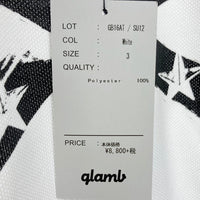 LOT GB16AT / SU12
COL White
SIZE 3
QUALITY:
Polyester 100%
PRICE : 本体価格
¥8,800+税
glamb